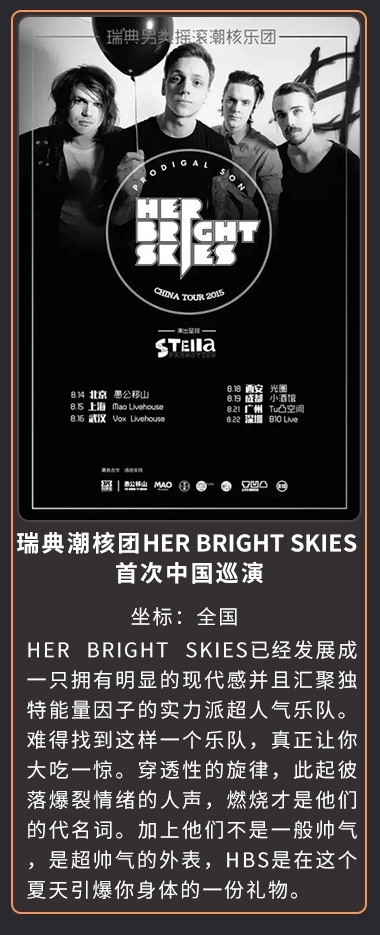 瑞典男类摇滚潮核乐团
PRODIGAL SON
HER
BRIGHT
SKIES
CHINA TOUR 2015
演出呈现
STELLA
PROMOTION
8.14 北京 愚公移山
8.15 上海 Mao Livehouse
8.16 武汉 Vox Livehouse
8.18 西安 光圈
8.19 成都 小酒馆
8.21 广州 Tu凸空间
8.22 深圳 B10 Live
愚公移山
MAO
瑞典潮核团HER BRIGHT SKIES
首次中国巡演
坐标：全国
HER BRIGHT SKIES已经发展成
一只拥有明显的现代感并且汇聚独
特能量因子的实力派超人气乐队。
难得找到这样一个乐队，真正让你
大吃一惊。穿透性的旋律，此起彼
落爆裂情绪的人声，燃烧才是他们
的代名词。加上他们不是一般帅气
，是超帅气的外表，HBS是在这个
夏天引爆你身体的一份礼物。